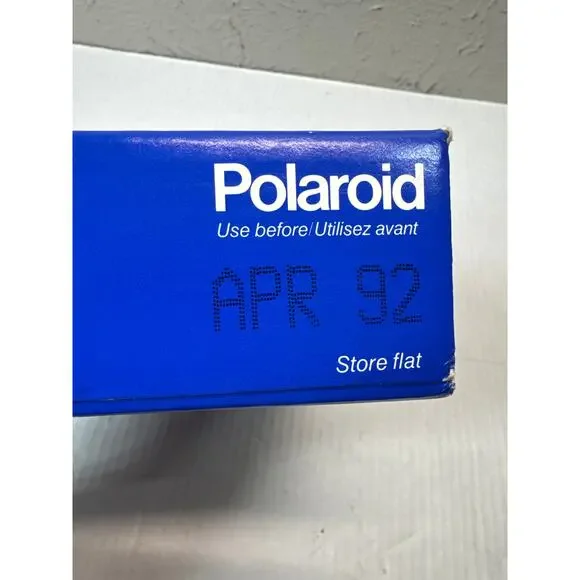 Polaroid
Use before/Utilisez avant
APR 92
Store flat